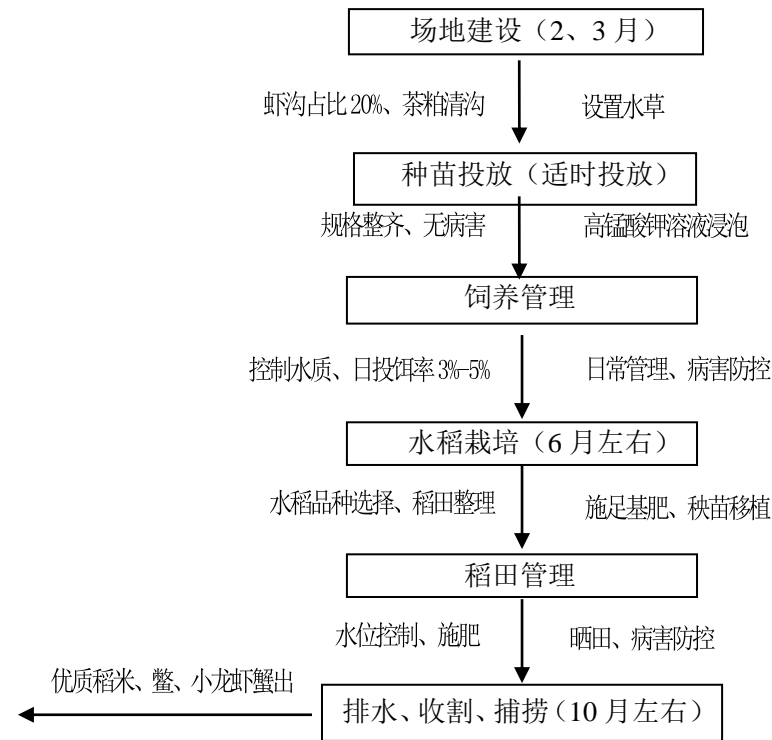 场地建设（2、3 月）
虾沟占比 20%、茶粕清沟
设置水草
种苗投放（适时投放）
规格整齐、无病害
高锰酸钾溶液浸泡
饲养管理
控制水质、日投饵率 3%-5%
日常管理、病害防控
水稻栽培（6 月左右）
水稻品种选择、稻田整理
施足基肥、秧苗移植
稻田管理
水位控制、施肥
晒田、病害防控
优质稻米、鳖、小龙虾蟹出
排水、收割、捕捞（10 月左右）